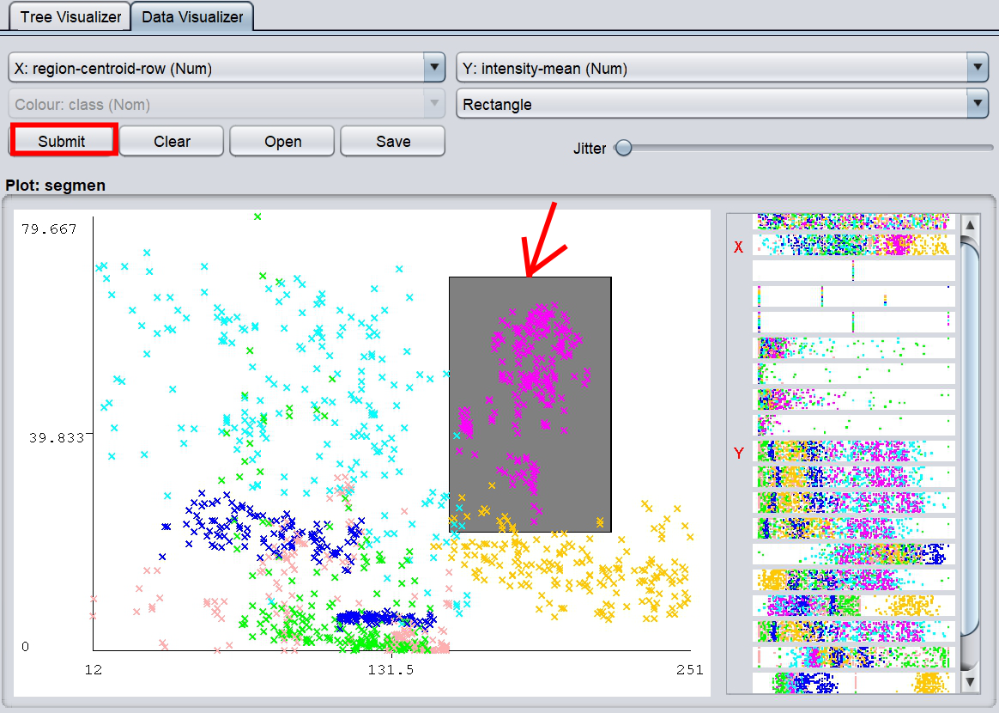 Tree Visualizer Data Visualizer
X: region-centroid-row (Num) Y: intensity-mean (Num)
Colour: class (Nom) Rectangle
Submit Clear Open Save Jitter
Plot: segmen
79.667
X
39.833
Y
0
12 131.5 251